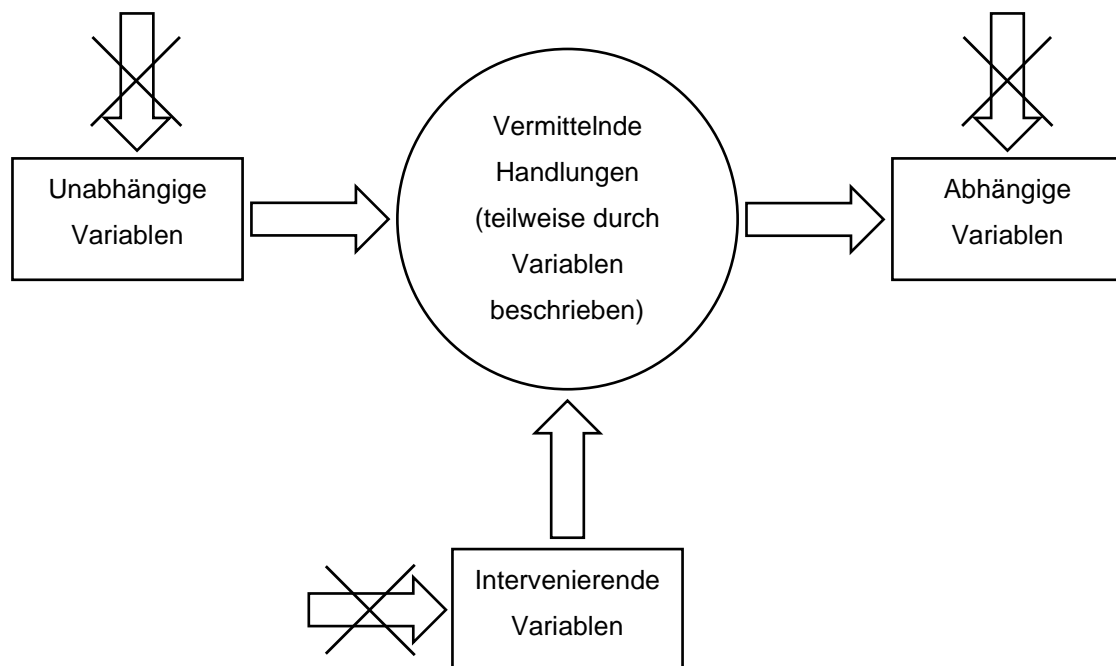 Unabhängige
Variablen
Vermittelnde
Handlungen
(teilweise durch
Variablen
beschrieben)
Abhängige
Variablen
Intervenierende
Variablen